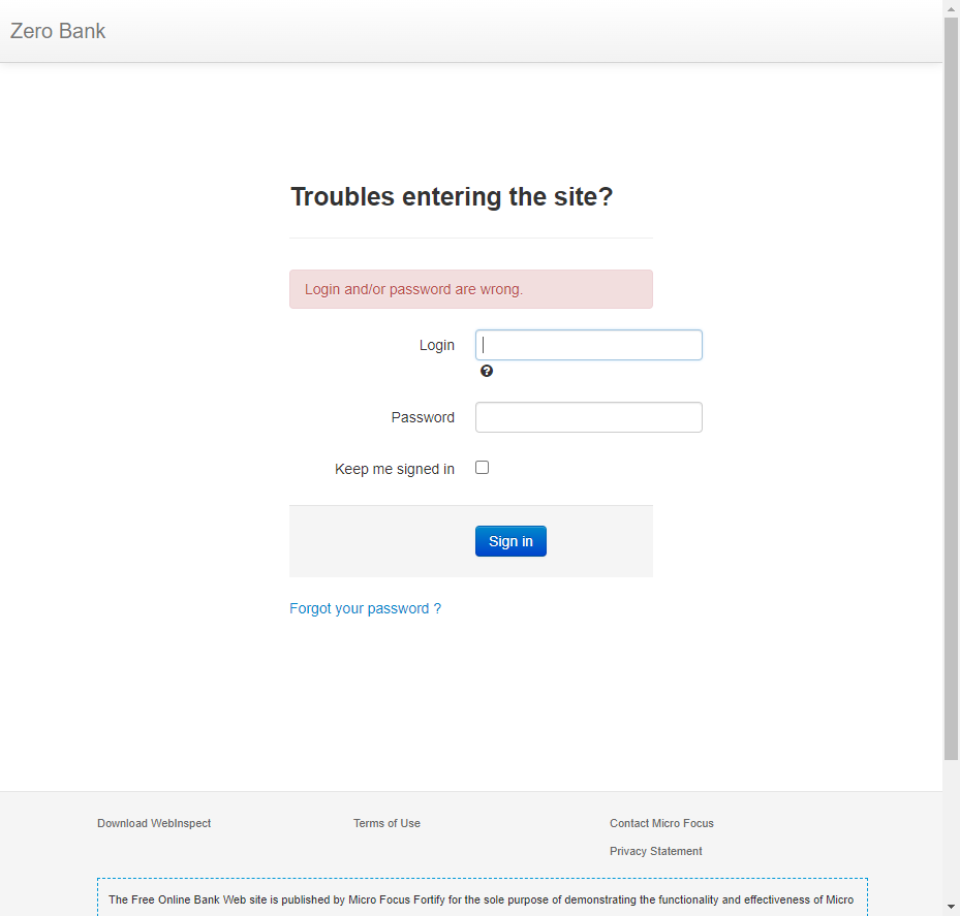 Zero Bank
Troubles entering the site?
Login and/or password are wrong.
Login
Password
Keep me signed in
Sign in
Forgot your password ?
Download WebInspect
Terms of Use
Contact Micro Focus
Privacy Statement
The Free Online Bank Web site is published by Micro Focus Fortify for the sole purpose of demonstrating the functionality and effectiveness of Micro